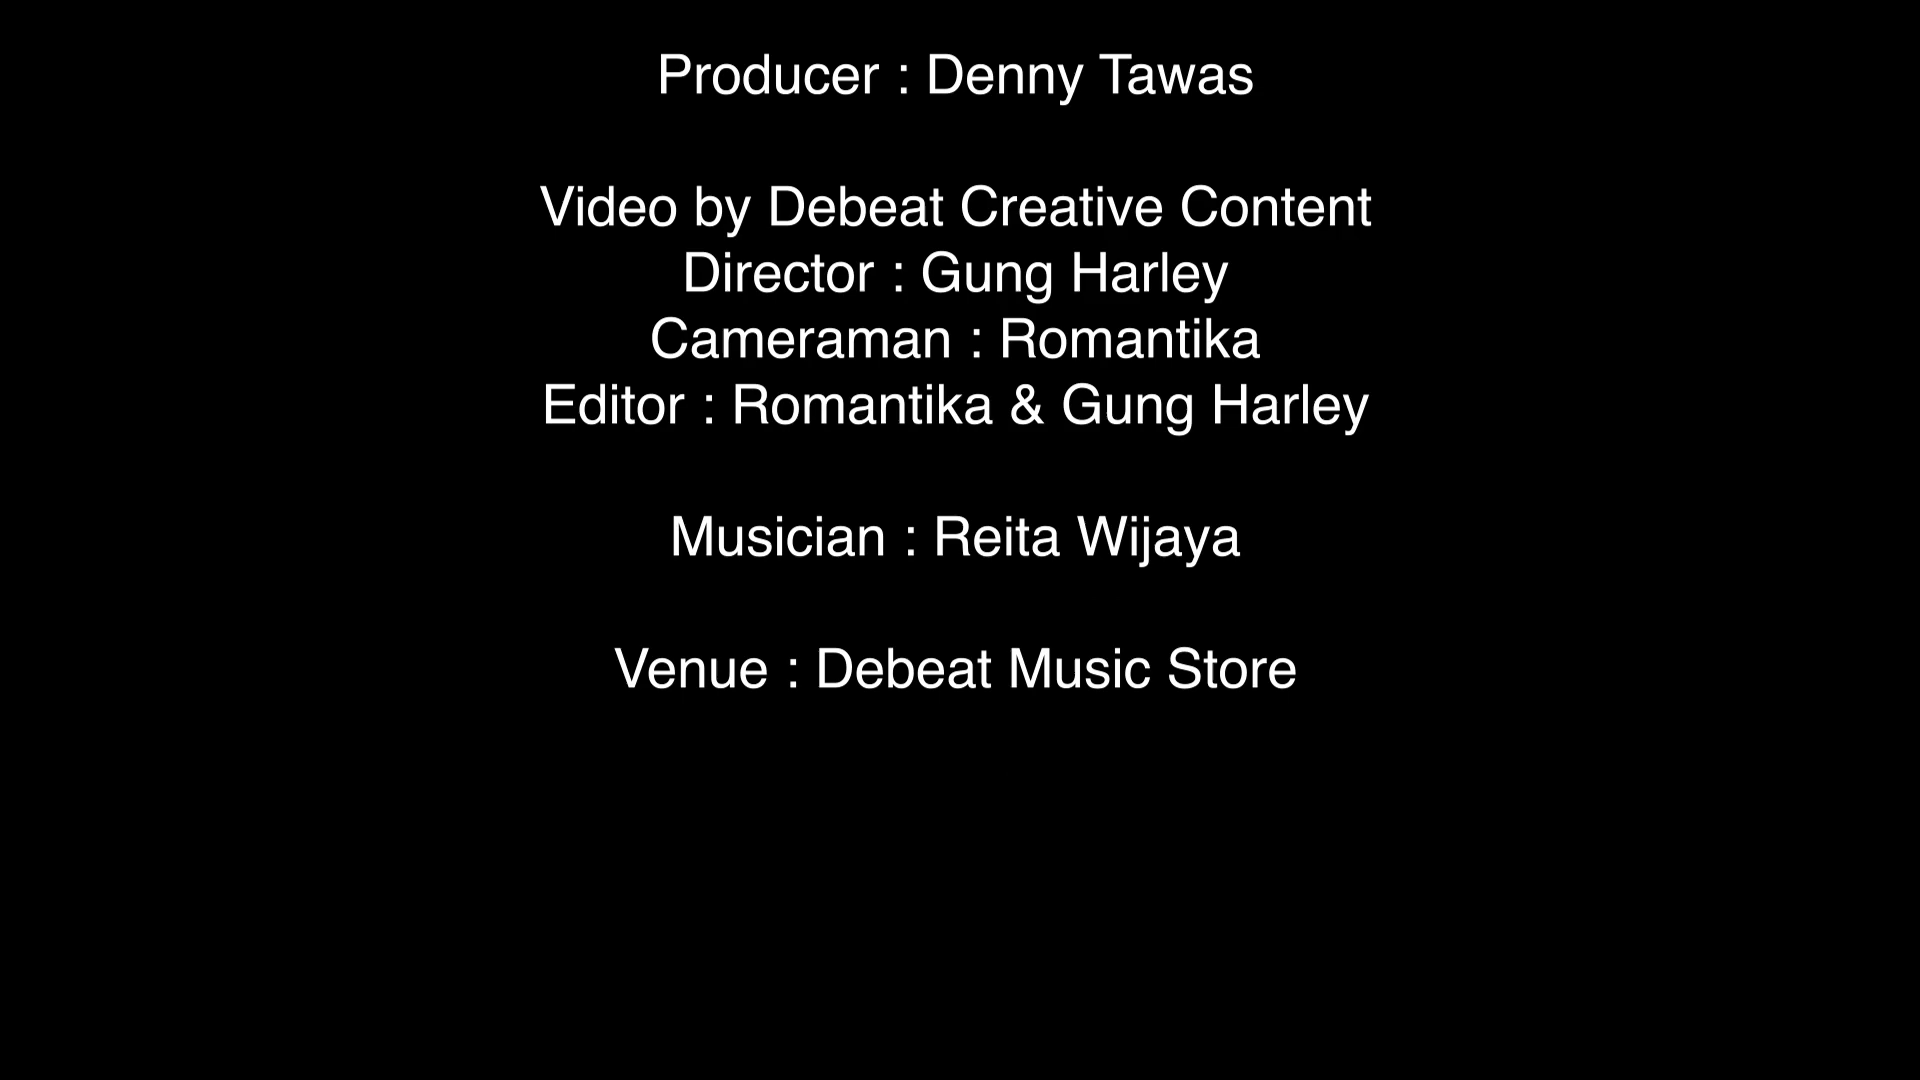 Producer : Denny Tawas
Video by Debeat Creative Content
Director : Gung Harley
Cameraman : Romantika
Editor : Romantika & Gung Harley
Musician : Reita Wijaya
Venue : Debeat Music Store